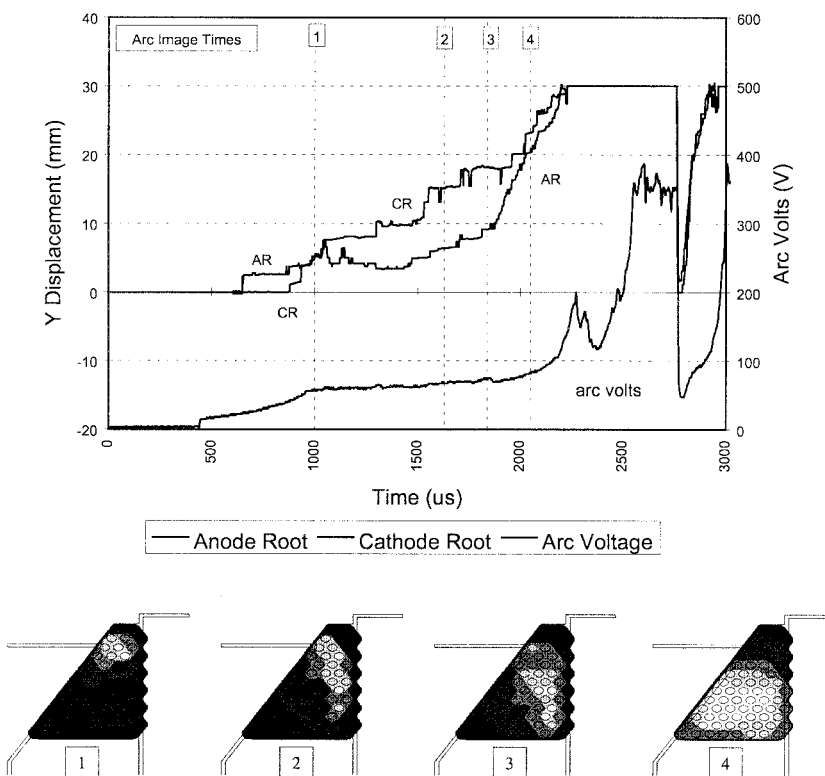 Arc Image Times
1
2
3
4
40
30
20
10
0
-10
-20
Y Displacement (mm)
600
500
400
300
200
100
0
Arc Volts (V)
AR
CR
CR
AR
arc volts
0
500
1000
1500
2000
2500
3000
Time (us)
Anode Root
Cathode Root
Arc Voltage
1
2
3
4